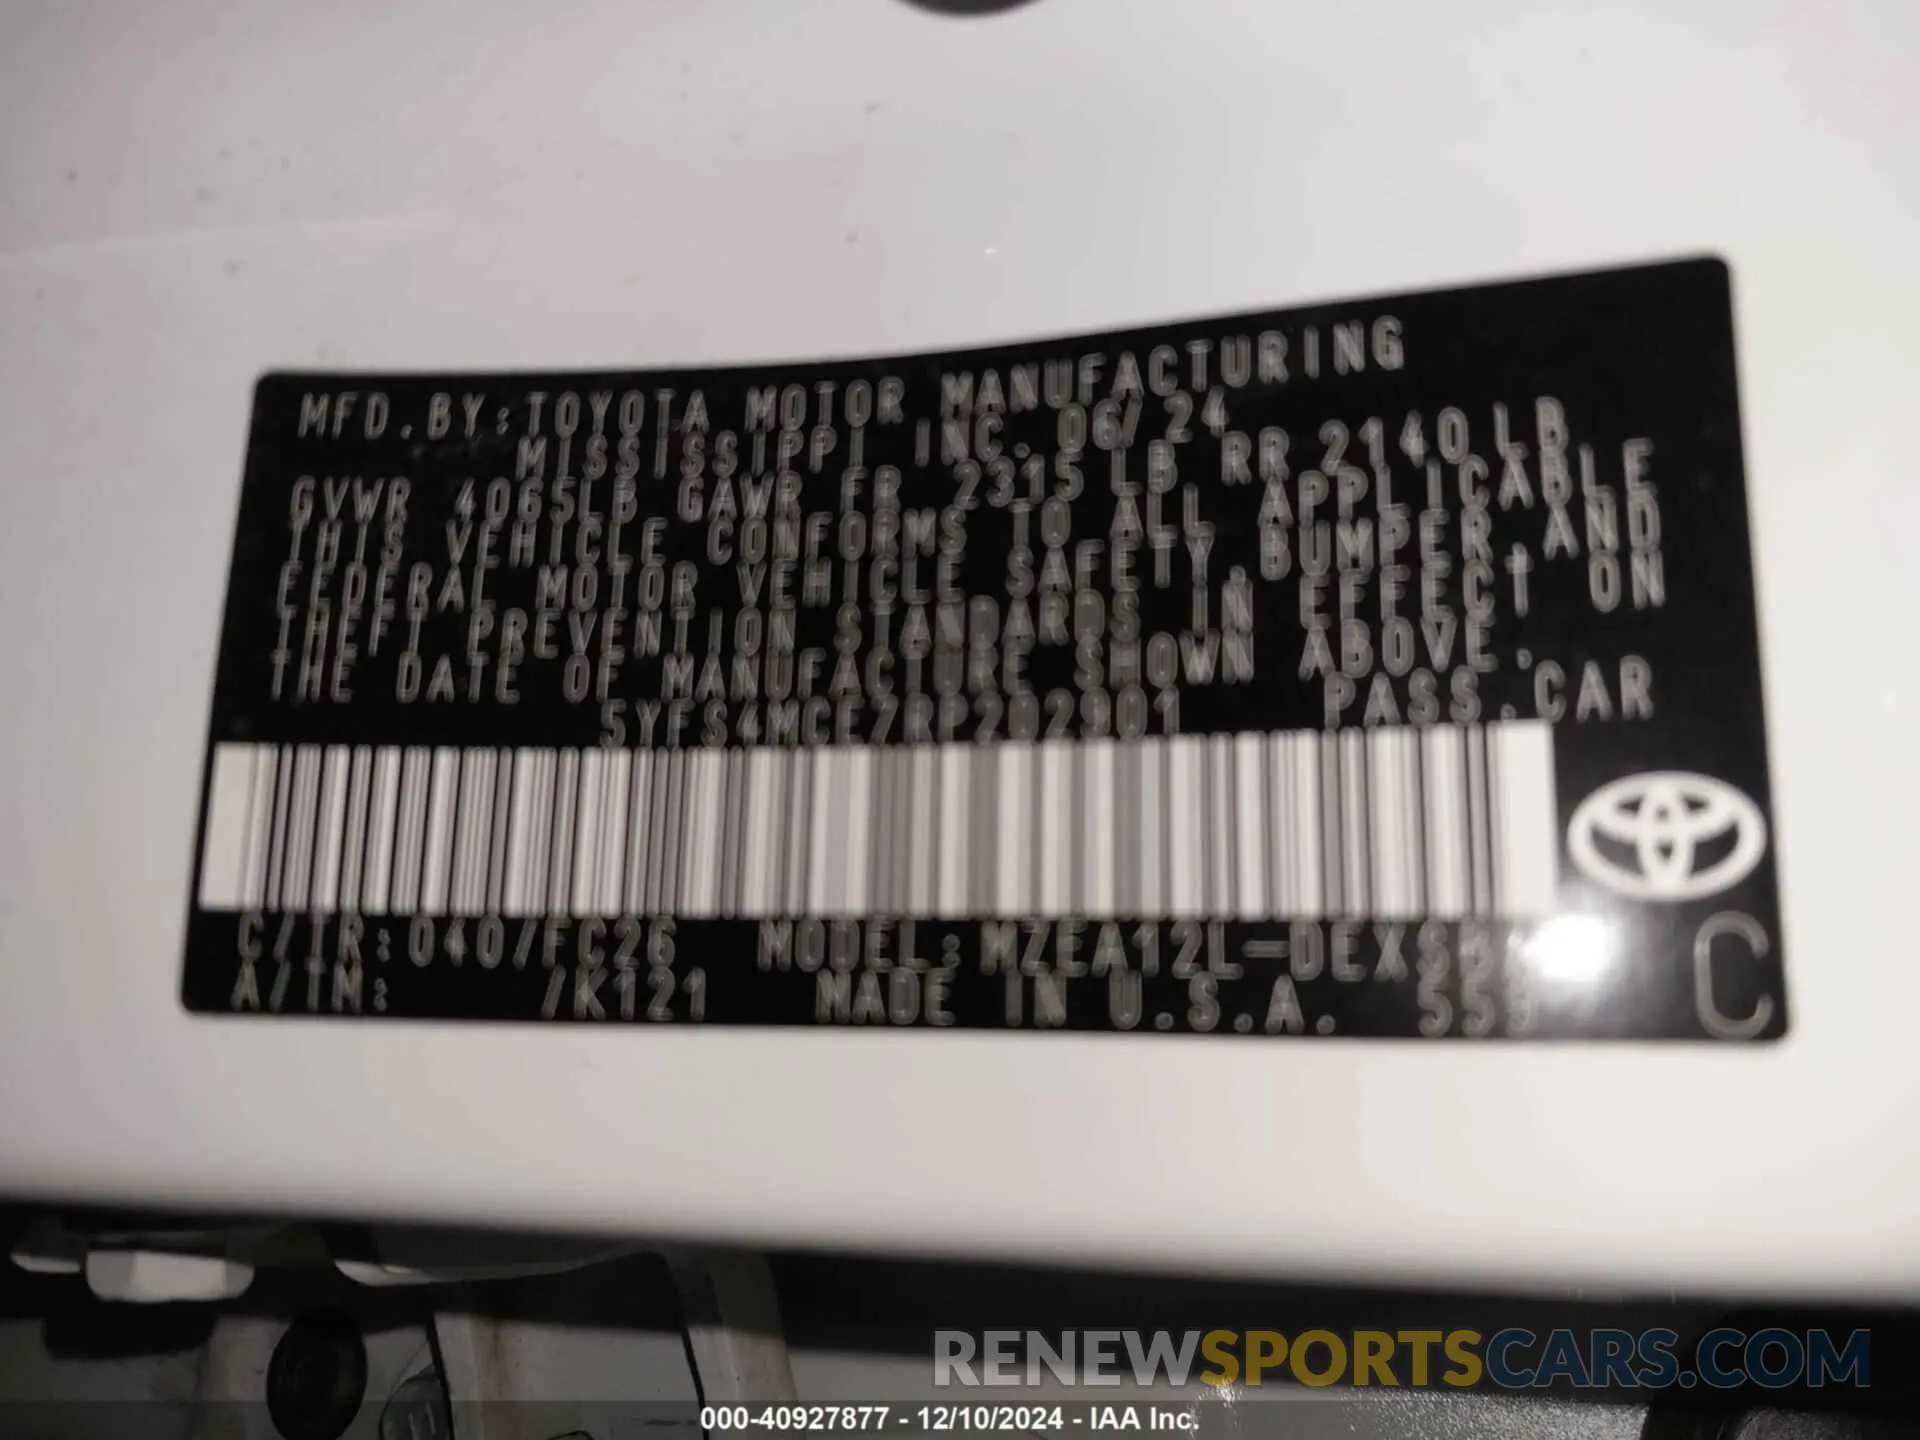 MFD.BY:TOYOTA MOTOR MANUFACTURING
MISSISSIPPI INC. 06/24
GVWR 4065LB GAWR FR 2315 LB RR 2140 LB
THIS VEHICLE CONFORMS TO ALL APPLICABLE
FEDERAL MOTOR VEHICLE SAFETY,BUMPER,AND
THEFT PREVENTION STANDARDS IN EFFECT ON
THE DATE OF MANUFACTURE SHOWN ABOVE.
5YFS4MCE7RP202901 PASS.CAR
C/TR:040/FC26 MODEL:
A/TM: /K121 MADE IN U.S.A.
C
RENEWSPORTSCARS.COM
000-40927877 - 12/10/2024 - IAA Inc.